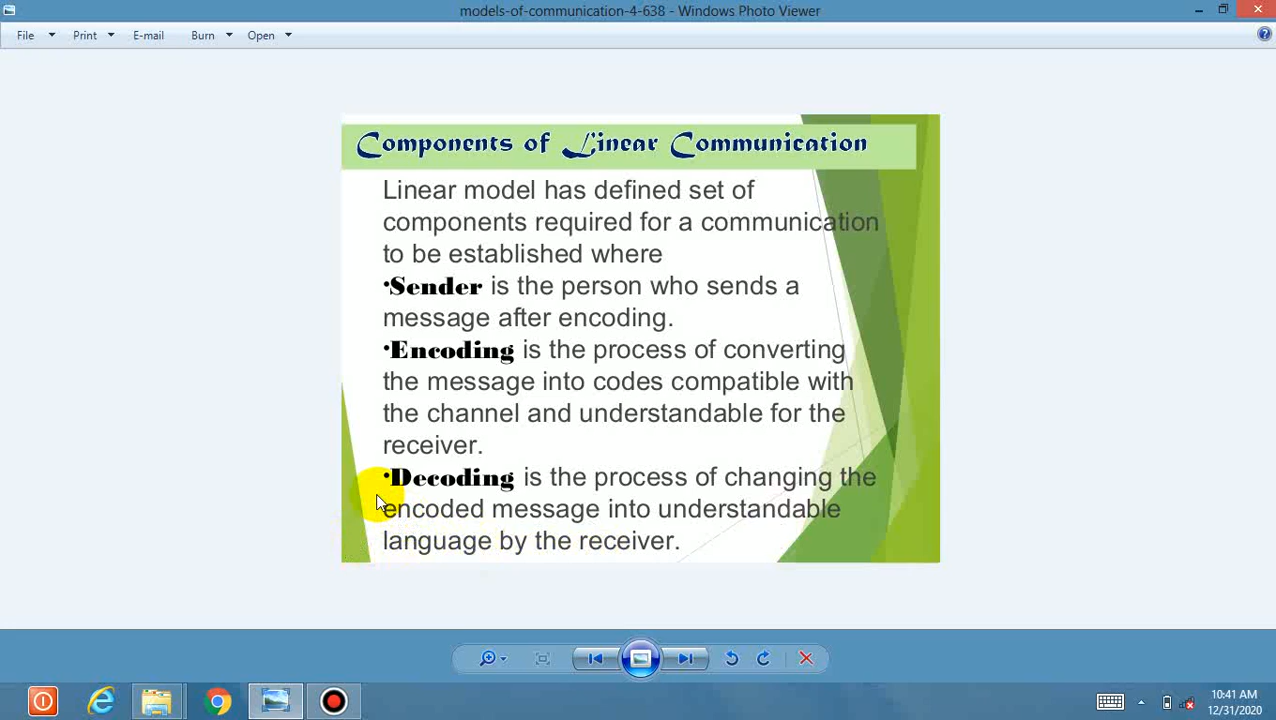 models-of-communication-4-638 - Windows Photo Viewer
File Print E-mail Burn Open
Components of Linear Communication
Linear model has defined set of
components required for a communication
to be established where
•Sender is the person who sends a
message after encoding.
•Encoding is the process of converting
the message into codes compatible with
the channel and understandable for the
receiver.
•Decoding is the process of changing the
encoded message into understandable
language by the receiver.
10:41 AM
12/31/2020